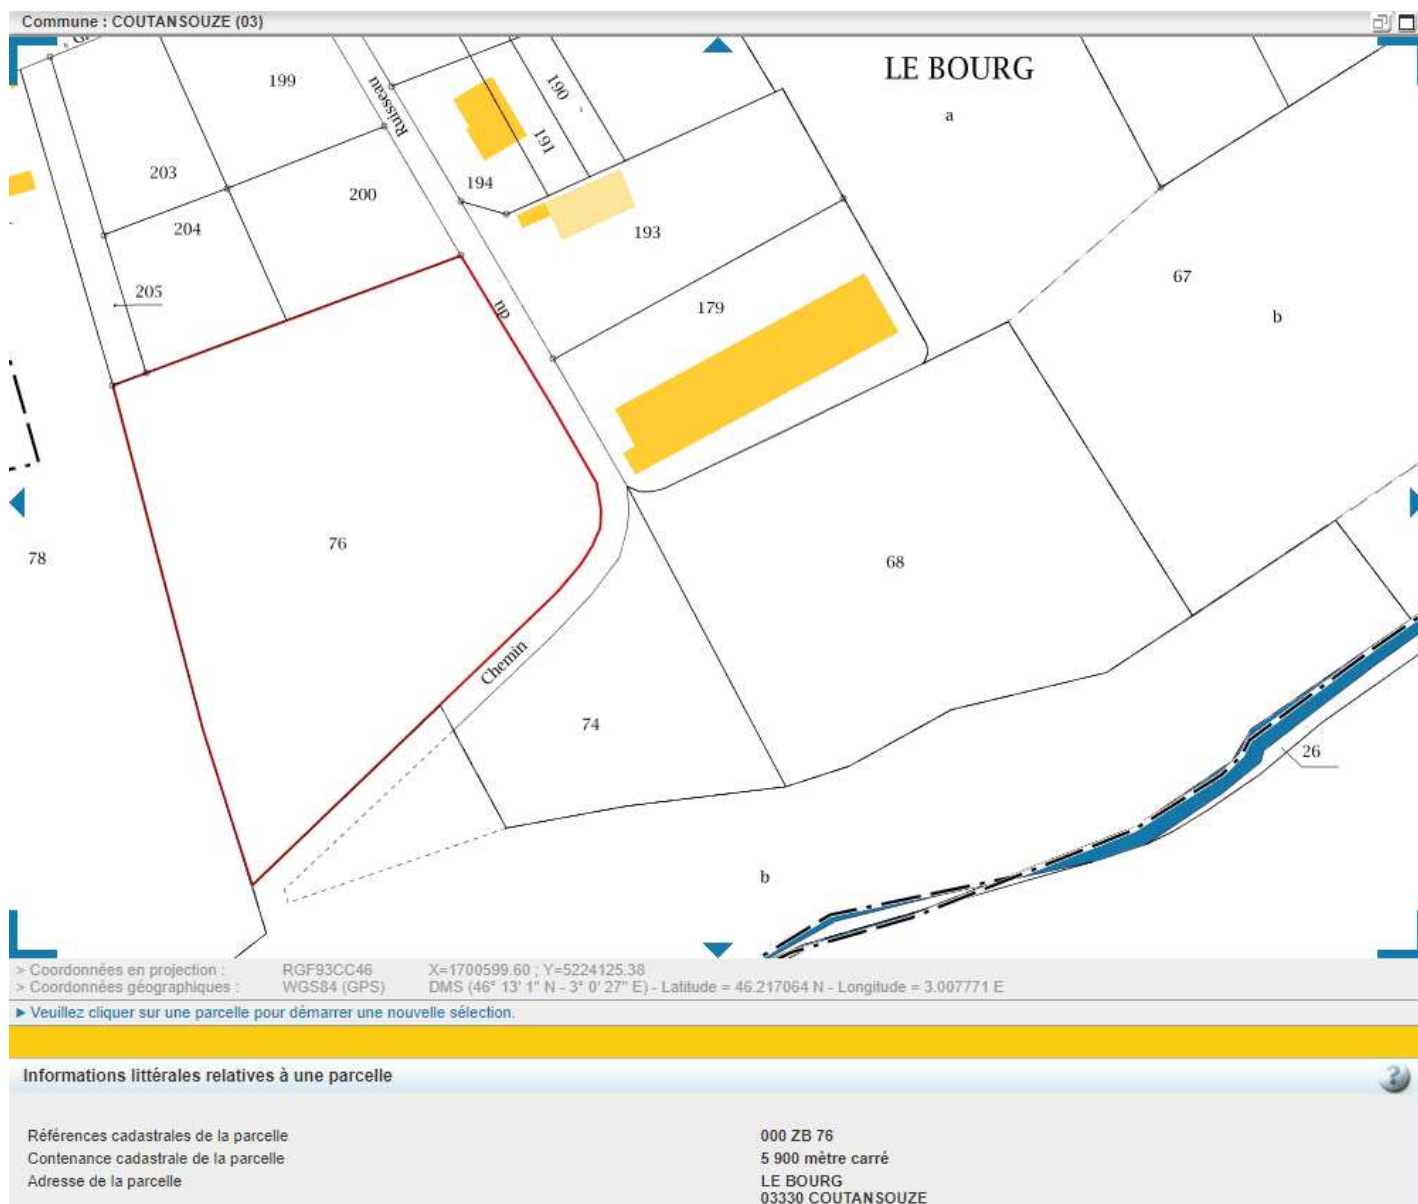 Commune : COUTANSOUZE (03)
LE BOURG
a
199
Ruisseau
190
191
203
200
194
204
193
205
du
179
67
b
76
78
68
Chemin
74
26
b
> Coordonnées en projection : RGF93CC46 X=1700599.60 ; Y=5224125.38
> Coordonnées géographiques : WGS84 (GPS) DMS (46° 13' 1" N - 3° 0' 27" E) - Latitude = 46.217064 N - Longitude = 3.007771 E
Veuillez cliquer sur une parcelle pour démarrer une nouvelle sélection.
Informations littérales relatives à une parcelle
?
Références cadastrales de la parcelle 000 ZB 76
Contenance cadastrale de la parcelle 5 900 mètre carré
Adresse de la parcelle LE BOURG
03330 COUTANSOUZE